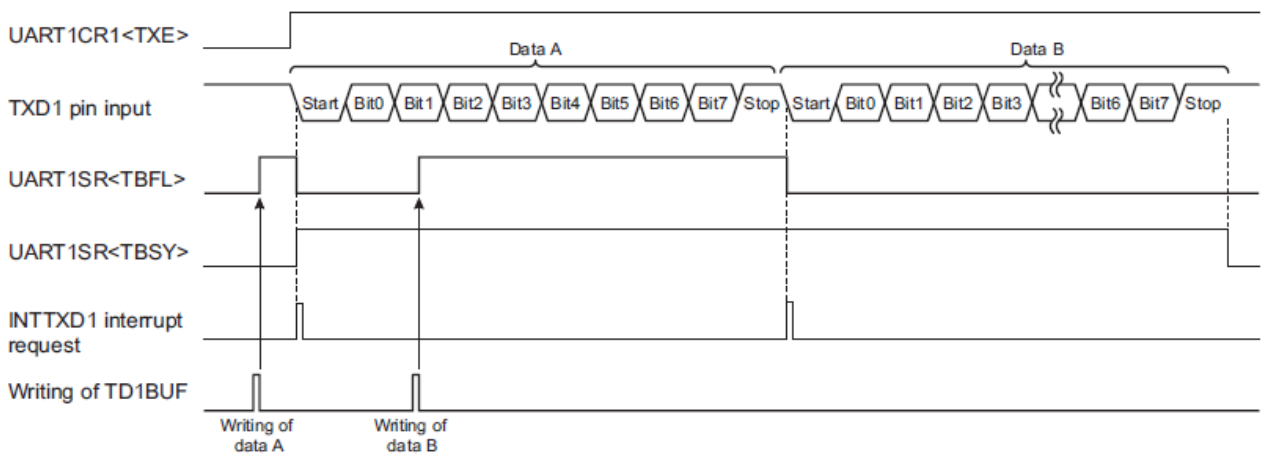 UART1CR1<TXE>
Data A
Data B
TXD1 pin input
Start Bit0 Bit1 Bit2 Bit3 Bit4 Bit5 Bit6 Bit7 Stop Start Bit0 Bit1 Bit2 Bit3 Bit6 Bit7 Stop
UART1SR<TBFL>
UART1SR<TBSY>
INTTXD1 interrupt
request
Writing of TD1BUF
Writing of
data A
Writing of
data B